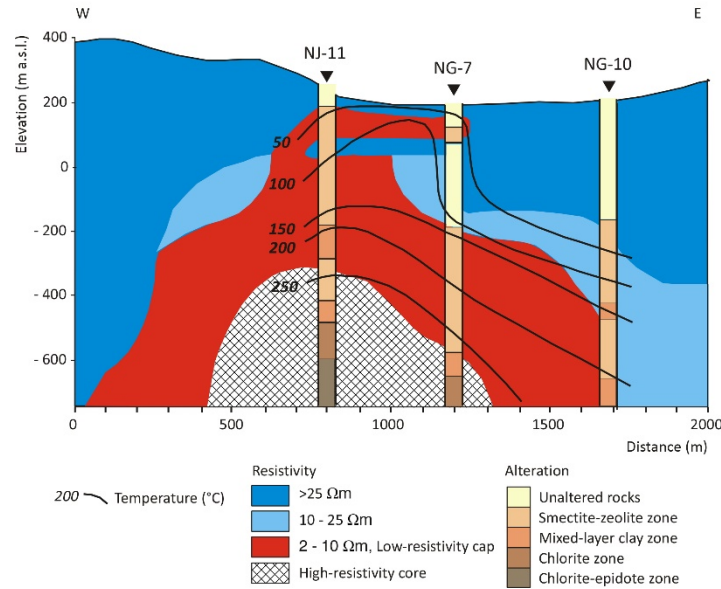 W
E
NJ-11
NG-7
NG-10
Elevation (m a.s.l.)
400
200
0
- 200
- 400
- 600
50
100
150
200
250
0
500
1000
1500
2000
Distance (m)
200 Temperature (°C)
Resistivity
>25 Ωm
10 - 25 Ωm
2 - 10 Ωm, Low-resistivity cap
High-resistivity core
Alteration
Unaltered rocks
Smectite-zeolite zone
Mixed-layer clay zone
Chlorite zone
Chlorite-epidote zone